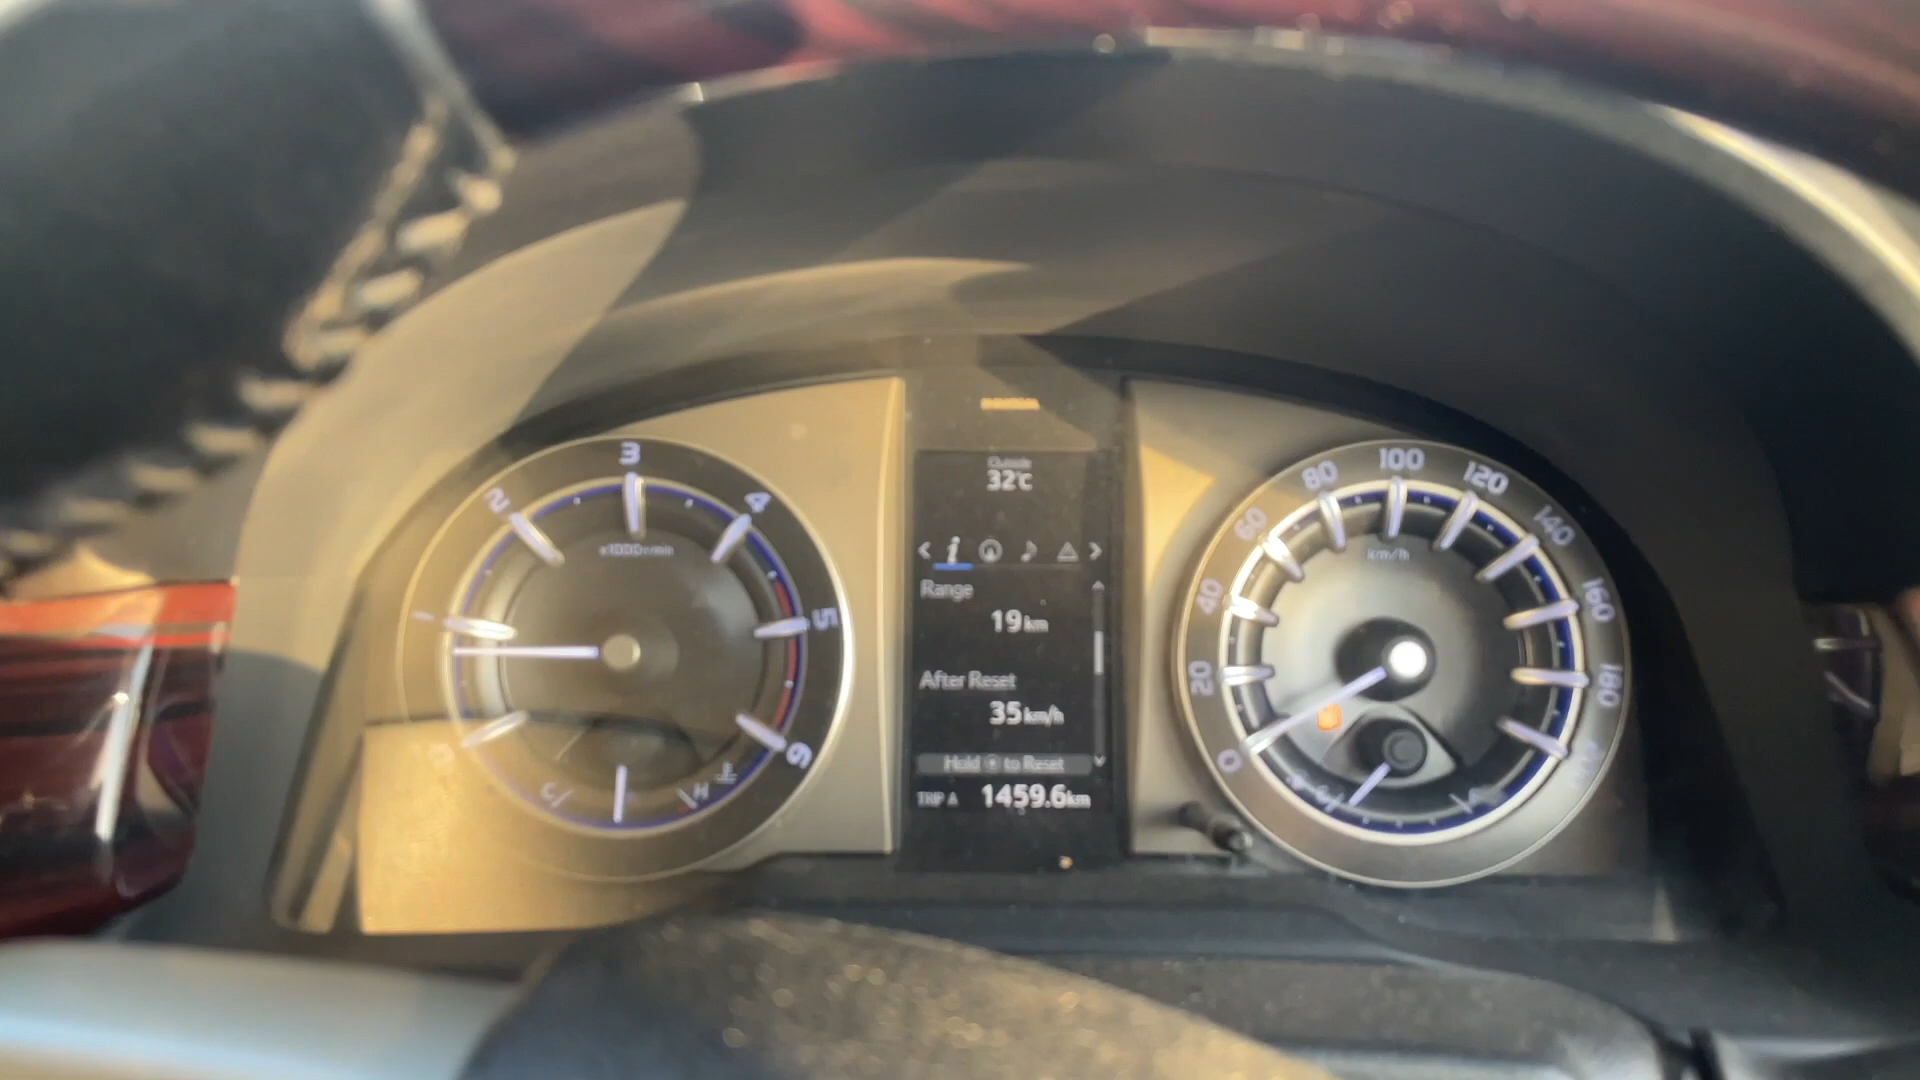 3
2
4
x1000r/min
1
5
6
C
H
Outside
32°C
Range
19km
After Reset
35km/h
Hold to Reset
TRIP A 1459.6km
100
80
120
60
140
km/h
40
160
20
180
0